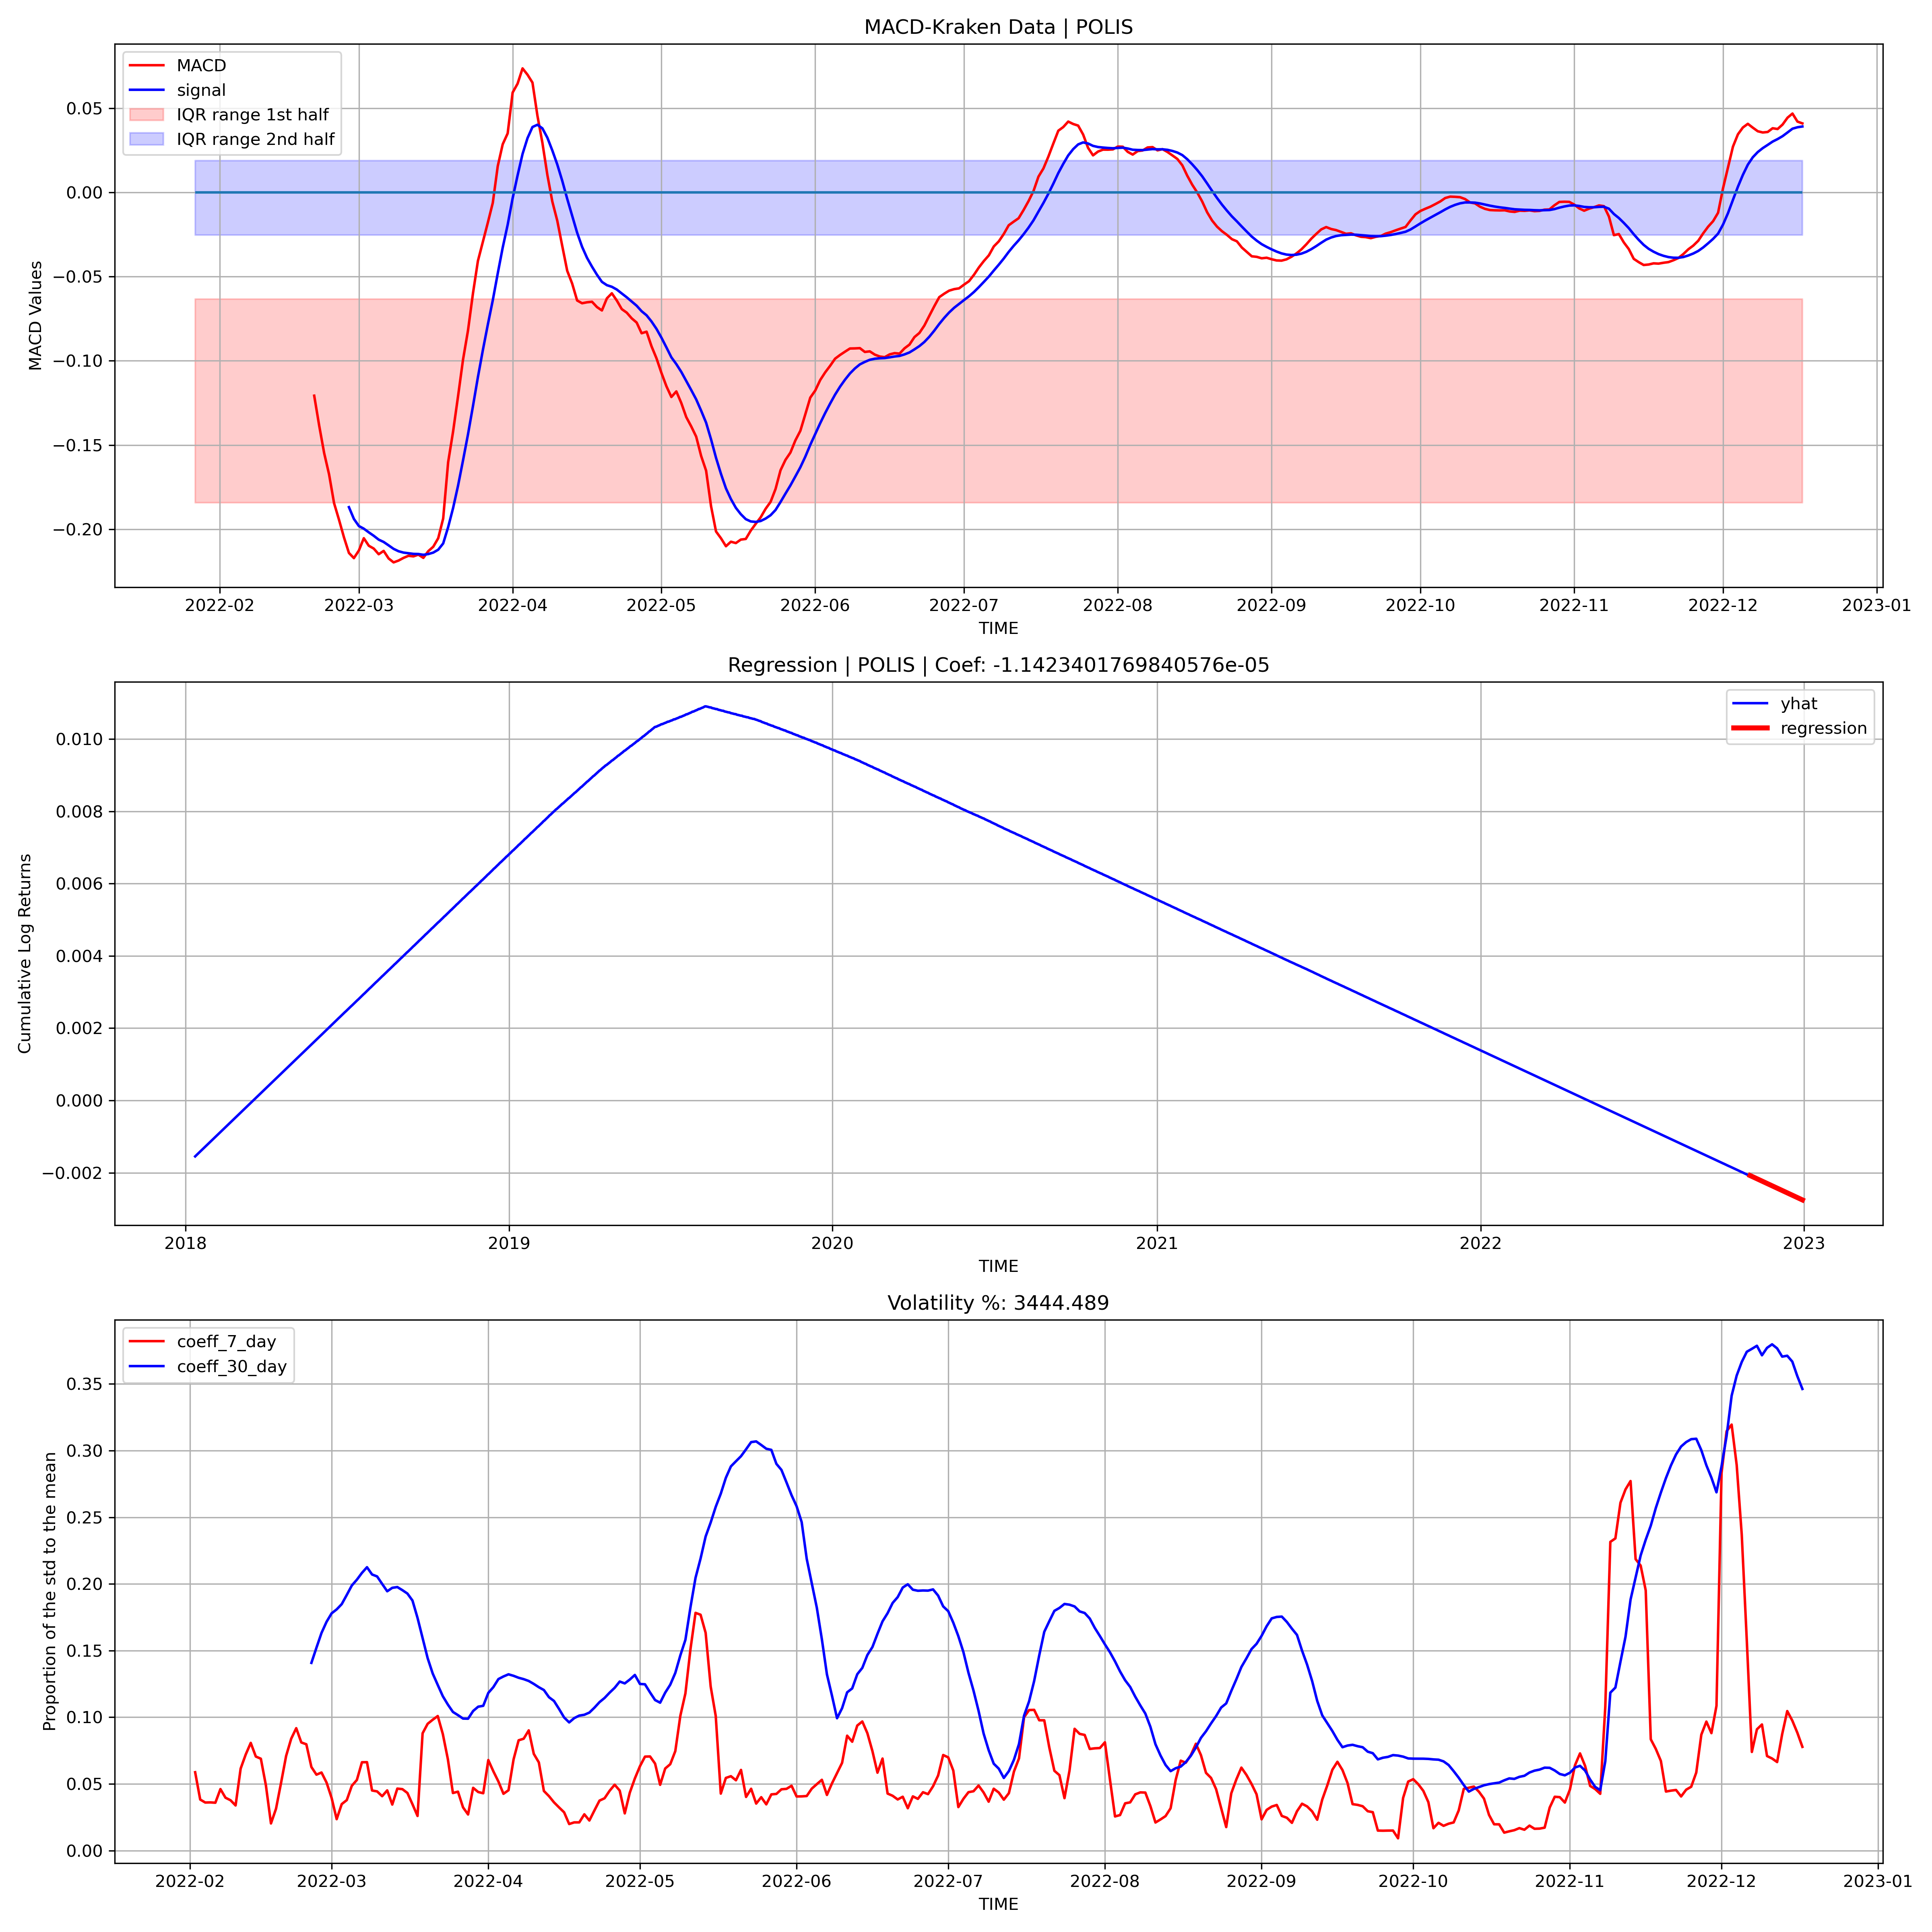 MACD-Kraken Data | POLIS
MACD
signal
IQR range 1st half
IQR range 2nd half
MACD Values
0.05
0.00
−0.05
−0.10
−0.15
−0.20
2022-02 2022-03 2022-04 2022-05 2022-06 2022-07 2022-08 2022-09 2022-10 2022-11 2022-12 2023-01
TIME
Regression | POLIS | Coef: -1.1423401769840576e-05
yhat
regression
Cumulative Log Returns
0.010
0.008
0.006
0.004
0.002
0.000
−0.002
2018 2019 2020 2021 2022 2023
TIME
Volatility %: 3444.489
coeff_7_day
coeff_30_day
Proportion of the std to the mean
0.35
0.30
0.25
0.20
0.15
0.10
0.05
0.00
2022-02 2022-03 2022-04 2022-05 2022-06 2022-07 2022-08 2022-09 2022-10 2022-11 2022-12 2023-01
TIME